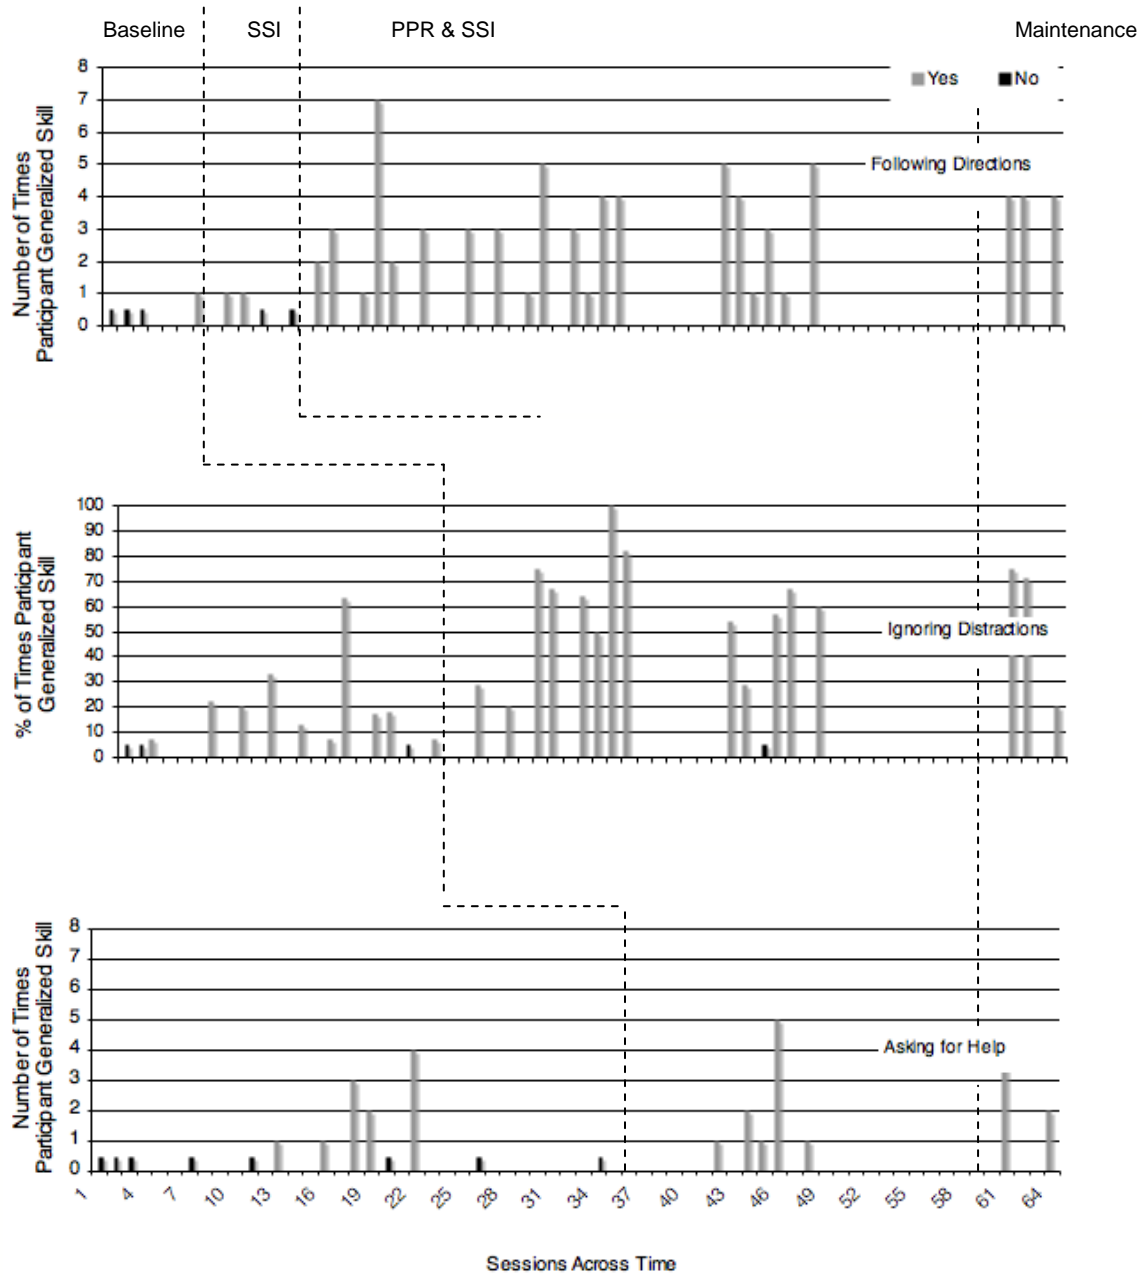 Baseline SSI PPR & SSI Maintenance
8
7
6
5
4
3
2
1
0
Number of Times
Participant Generalized Skill
Yes No
Following Directions
100
90
80
70
60
50
40
30
20
10
0
% of Times Participant
Generalized Skill
Ignoring Distractions
8
7
6
5
4
3
2
1
0
Number of Times
Participant Generalized Skill
Asking for Help
1 4 7 10 13 16 19 22 25 28 31 34 37 40 43 46 49 52 55 58 61 64
Sessions Across Time